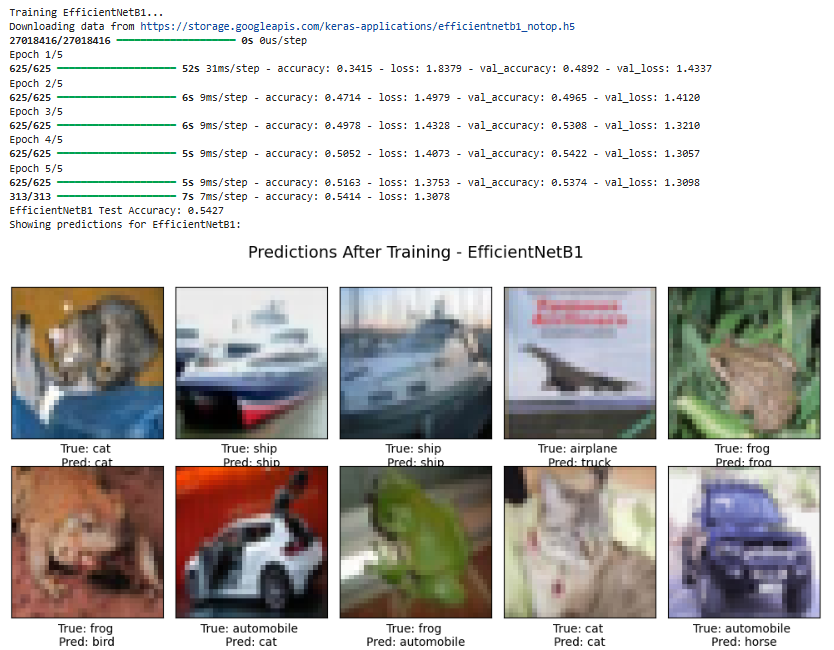 Training EfficientNetB1...
Downloading data from https://storage.googleapis.com/keras-applications/efficientnetb1_notop.h5
27018416/27018416 ━━━━━━━━━━━━━━━━━━━━ 0s 0us/step
Epoch 1/5
625/625 ━━━━━━━━━━━━━━━━━━━━ 52s 31ms/step - accuracy: 0.3415 - loss: 1.8379 - val_accuracy: 0.4892 - val_loss: 1.4337
Epoch 2/5
625/625 ━━━━━━━━━━━━━━━━━━━━ 6s 9ms/step - accuracy: 0.4714 - loss: 1.4979 - val_accuracy: 0.4965 - val_loss: 1.4120
Epoch 3/5
625/625 ━━━━━━━━━━━━━━━━━━━━ 6s 9ms/step - accuracy: 0.4978 - loss: 1.4328 - val_accuracy: 0.5308 - val_loss: 1.3210
Epoch 4/5
625/625 ━━━━━━━━━━━━━━━━━━━━ 5s 9ms/step - accuracy: 0.5052 - loss: 1.4073 - val_accuracy: 0.5422 - val_loss: 1.3057
Epoch 5/5
625/625 ━━━━━━━━━━━━━━━━━━━━ 5s 9ms/step - accuracy: 0.5163 - loss: 1.3753 - val_accuracy: 0.5374 - val_loss: 1.3098
313/313 ━━━━━━━━━━━━━━━━━━━━ 7s 7ms/step - accuracy: 0.5414 - loss: 1.3078
EfficientNetB1 Test Accuracy: 0.5427
Showing predictions for EfficientNetB1:
Predictions After Training - EfficientNetB1
True: cat
Pred: cat
True: ship
Pred: ship
True: ship
Pred: ship
True: airplane
Pred: truck
True: frog
Pred: frog
True: frog
Pred: bird
True: automobile
Pred: cat
True: frog
Pred: automobile
True: cat
Pred: cat
True: automobile
Pred: horse